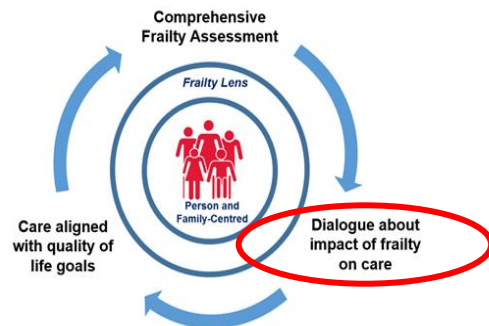 Comprehensive
Frailty Assessment
Frailty Lens
Person and
Family-Centred
Dialogue about
impact of frailty
on care
Care aligned
with quality of
life goals